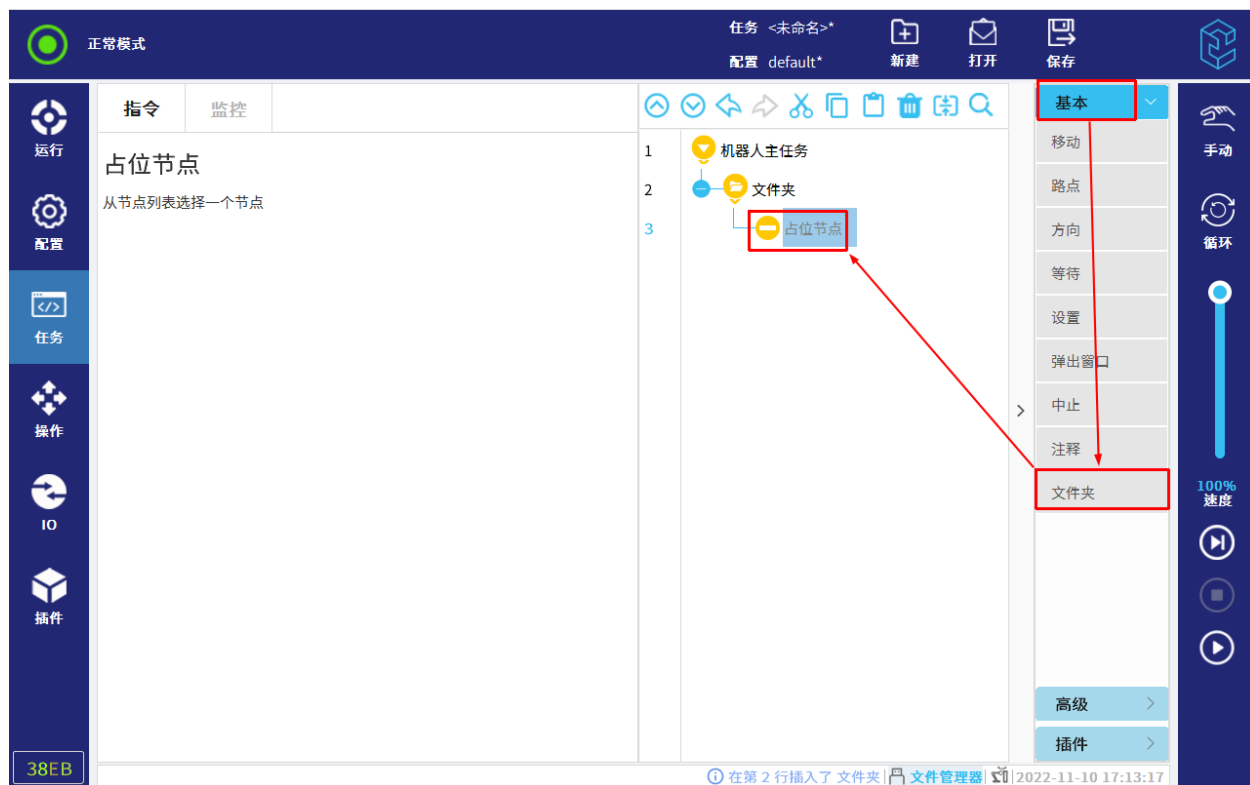 正常模式
任务 <未命名>*
配置 default*
新建
打开
保存
运行
配置
任务
操作
IO
插件
38EB
指令
监控
占位节点
从节点列表选择一个节点
1 机器人主任务
2 文件夹
3 占位节点
基本
移动
路点
方向
等待
设置
弹出窗口
中止
注释
文件夹
高级
插件
手动
循环
100%
速度
在第 2 行插入了 文件夹
文件管理器
2022-11-10 17:13:17